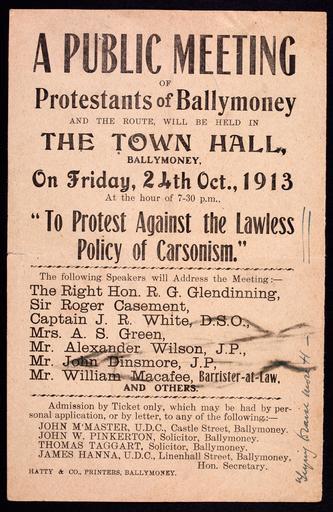 A PUBLIC MEETING
OF
Protestants of Ballymoney
AND THE ROUTE, WILL BE HELD IN
THE TOWN HALL,
BALLYMONEY,
On Friday, 24th Oct., 1913
At the hour of 7-30 p.m.,
"To Protest Against the Lawless
Policy of Carsonism."
The following Speakers will Address the Meeting:—
The Right Hon. R. G. Glendinning,
Sir Roger Casement,
Captain J. R. White, D.S.O.,
Mrs. A. S. Green,
Mr. Alexander Wilson, J.P.,
Mr. John Dinsmore, J.P,
Mr. William Macafee, Barrister-at-Law.
AND OTHERS.
Admission by Ticket only, which may be had by per-
sonal application, or by letter, to any of the following:—
JOHN M'MASTER, U.D.C., Castle Street, Ballymoney.
JOHN W. PINKERTON, Solicitor, Ballymoney.
THOMAS TAGGART, Solicitor, Ballymoney.
JAMES HANNA, U.D.C., Linenhall Street, Ballymoney.
Hon. Secretary.
HATTY & CO., PRINTERS, BALLYMONEY.